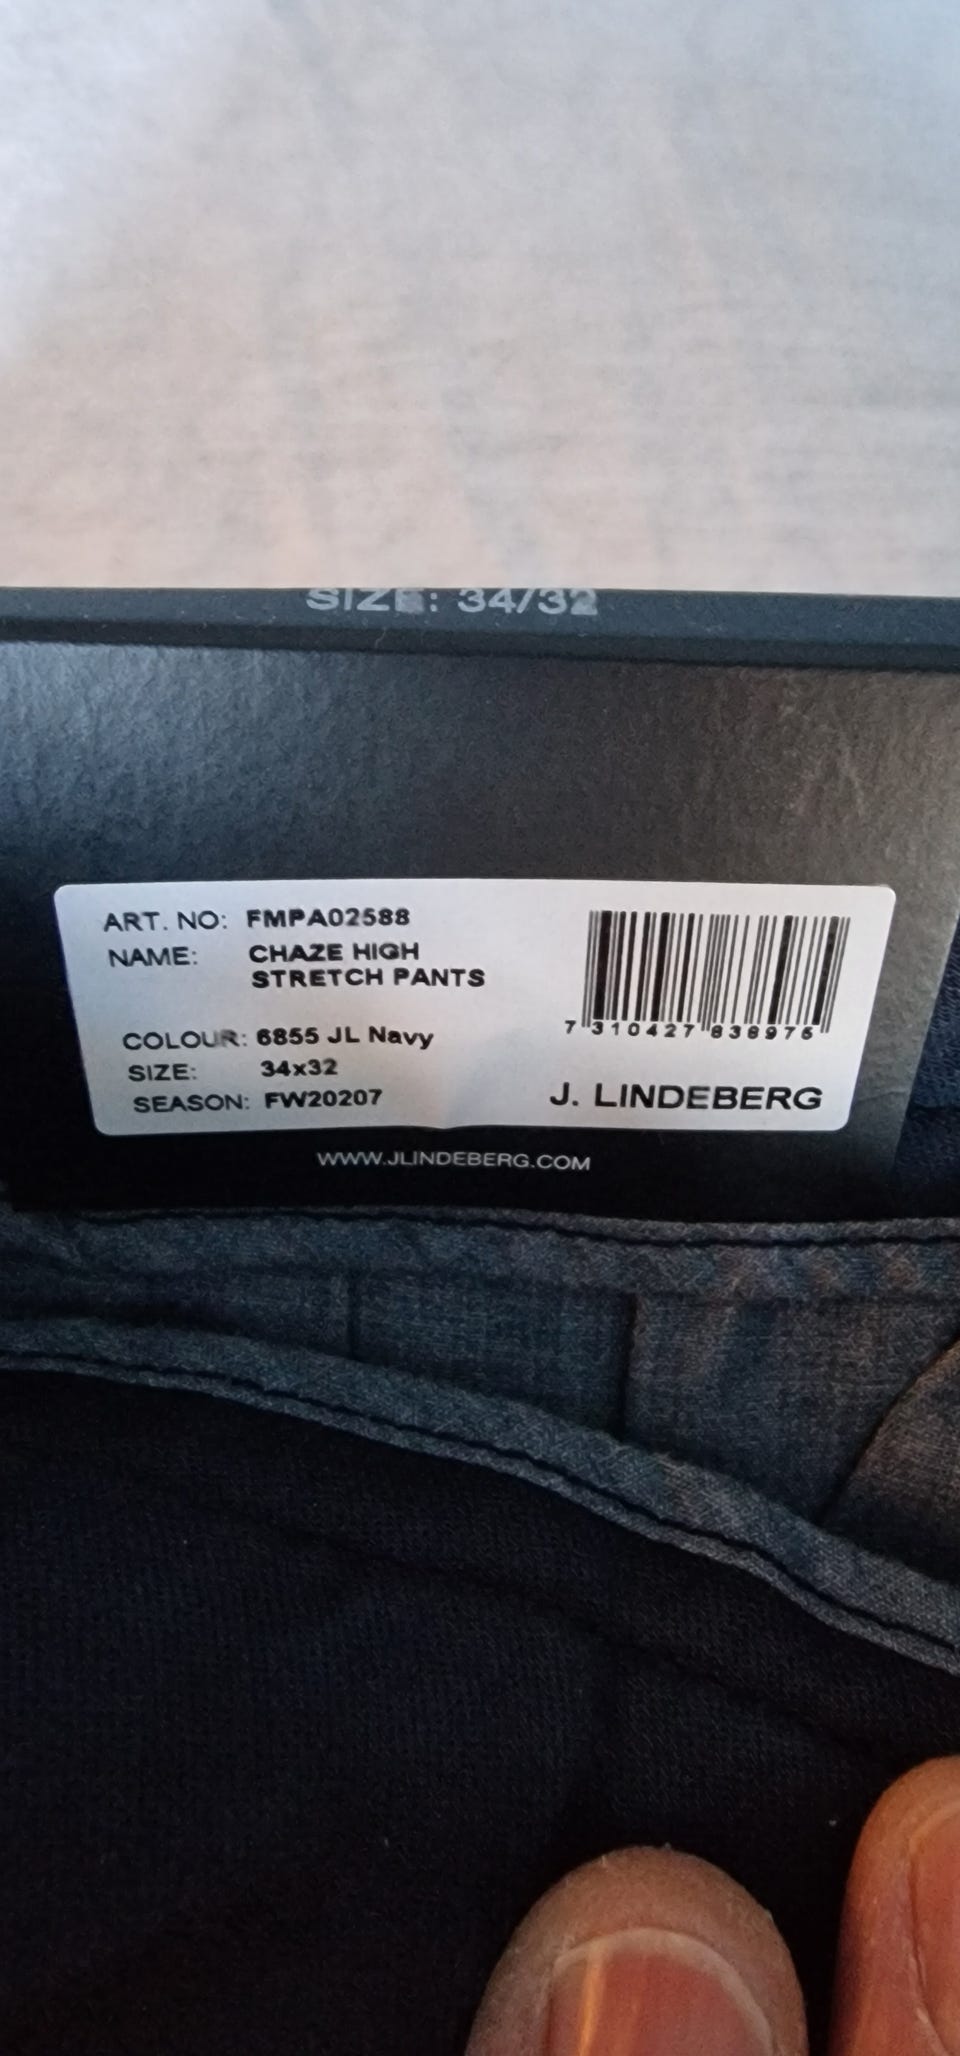 SIZE: 34/32
ART. NO: FMPA02588
NAME: CHAZE HIGH
STRETCH PANTS
COLOUR: 6855 JL Navy
SIZE: 34x32
SEASON: FW20207
7 310427 838976
J. LINDEBERG
WWW.JLINDEBERG.COM